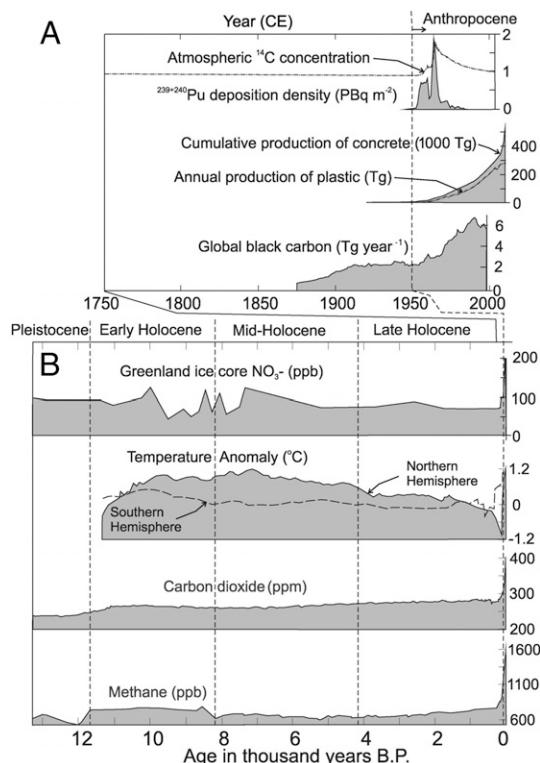 A
Year (CE)
Anthropocene
Atmospheric ¹⁴C concentration
²³⁹⁺²⁴⁰Pu deposition density (PBq m⁻²)
2
1
0
Cumulative production of concrete (1000 Tg)
Annual production of plastic (Tg)
400
200
0
Global black carbon (Tg year⁻¹)
6
4
2
0
1750 1800 1850 1900 1950 2000
Pleistocene Early Holocene Mid-Holocene Late Holocene
B
Greenland ice core NO₃- (ppb)
200
100
0
Temperature Anomaly (°C)
Northern
Hemisphere
Southern
Hemisphere
1.2
0
-1.2
Carbon dioxide (ppm)
400
300
200
Methane (ppb)
1600
1100
600
12 10 8 6 4 2 0
Age in thousand years B.P.